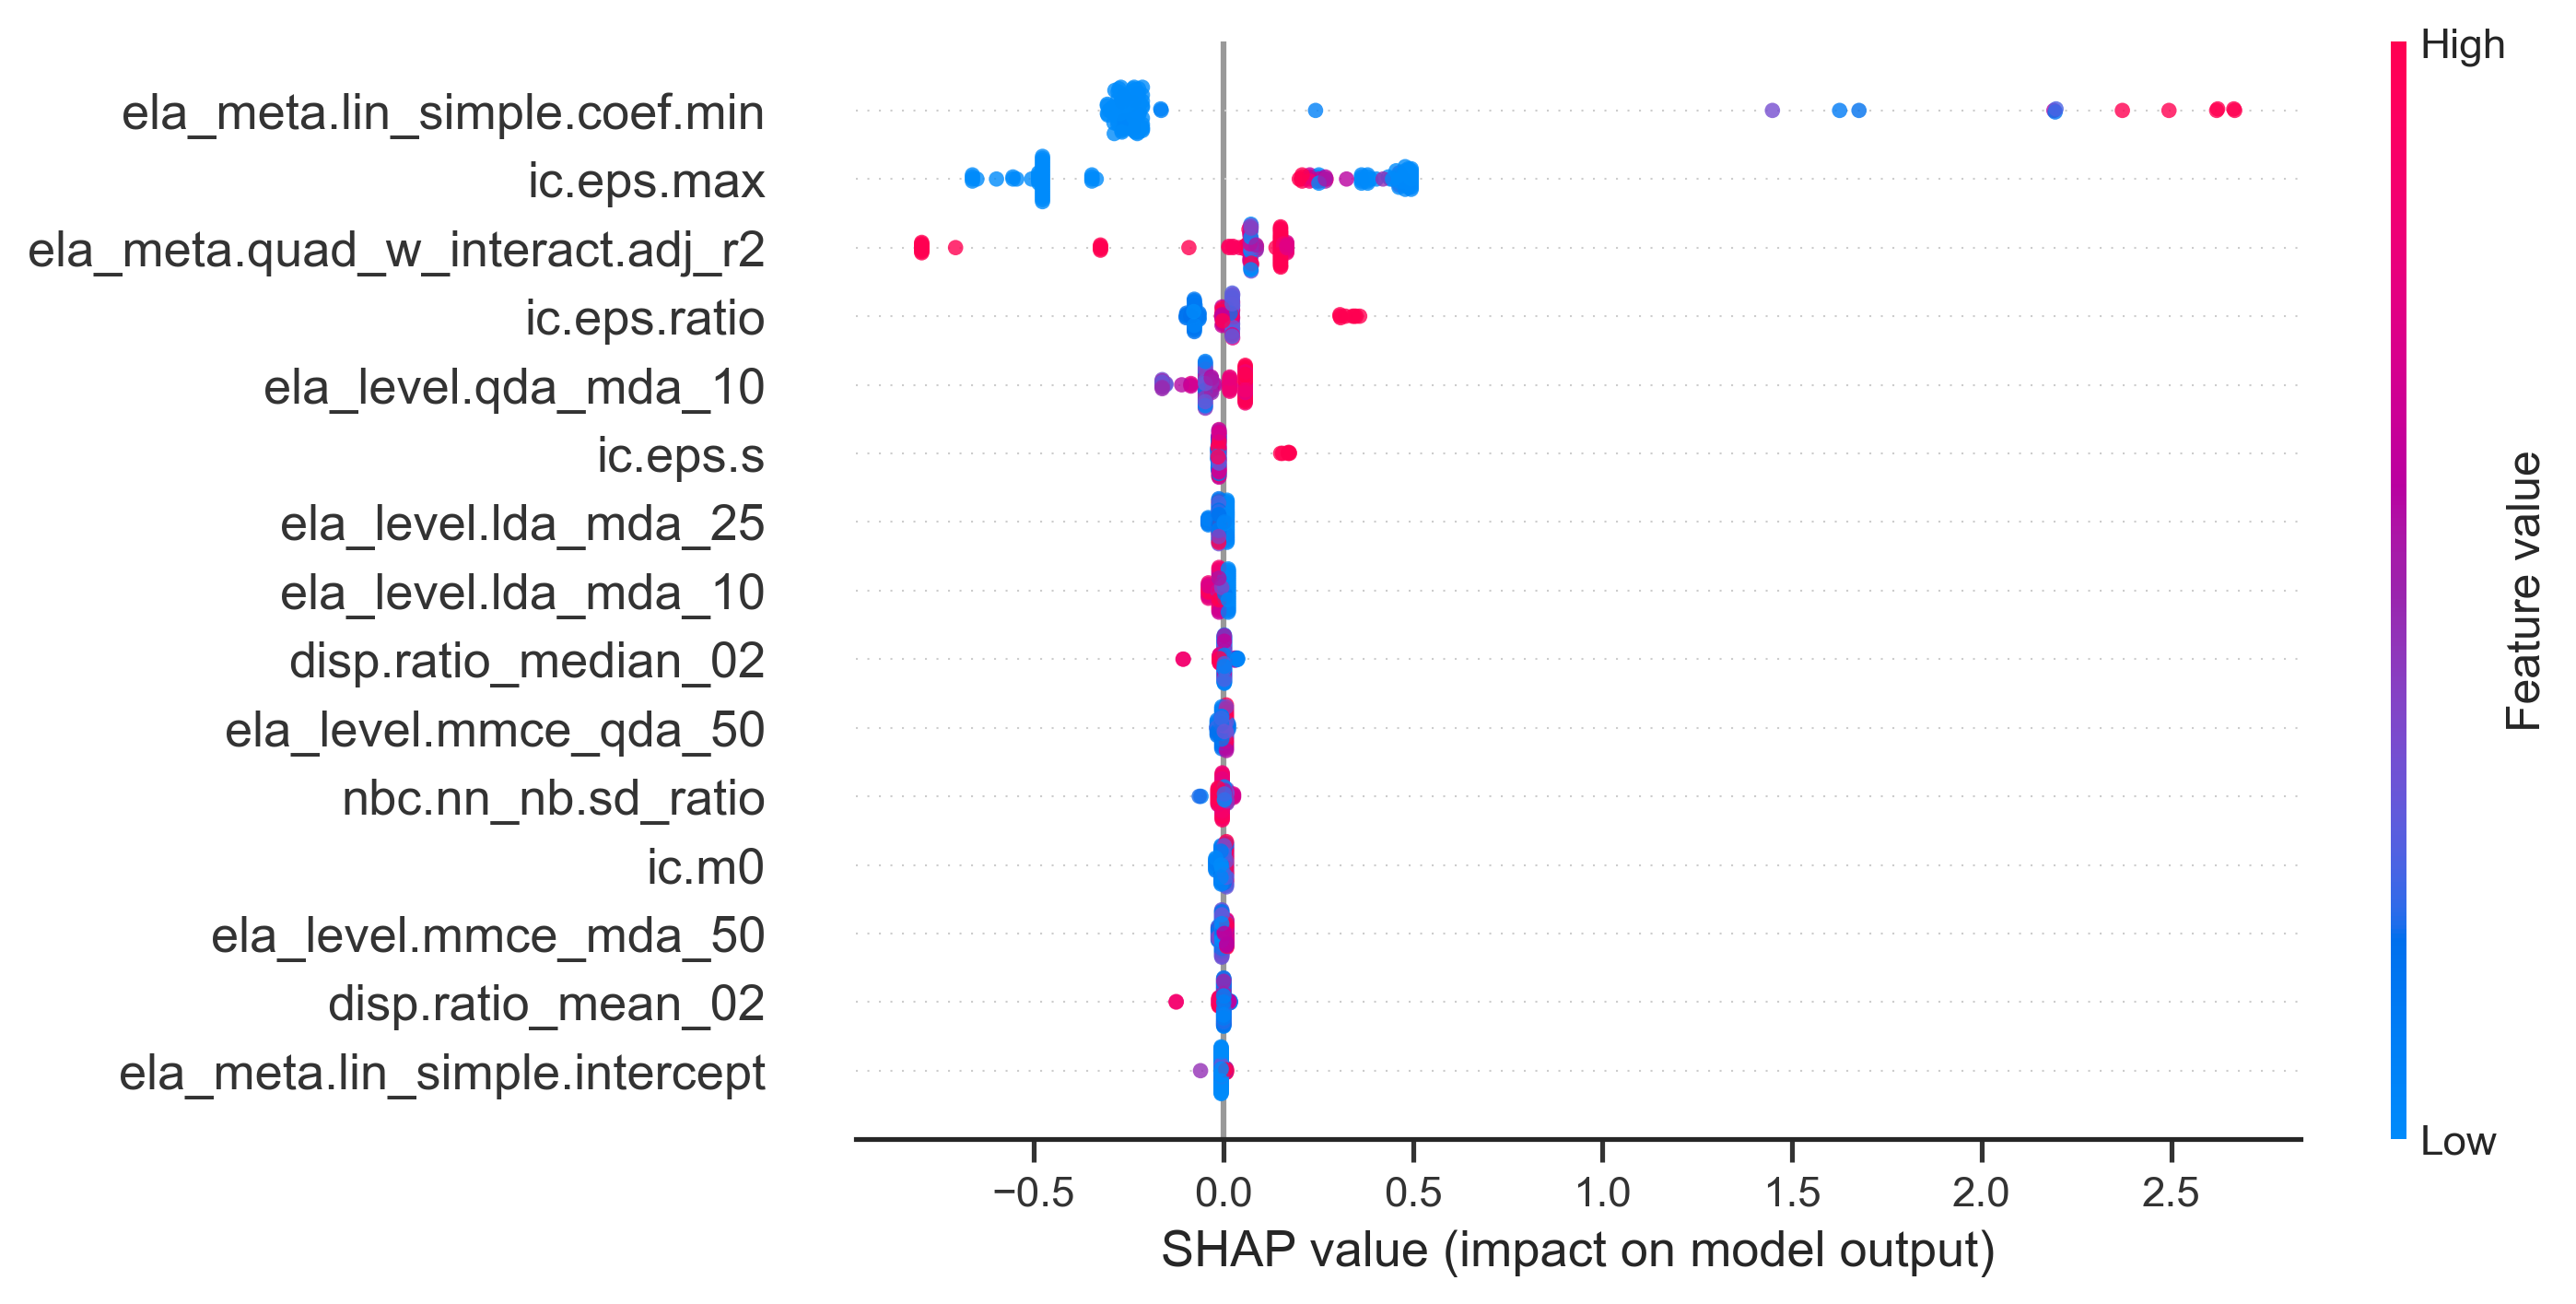 High
ela_meta.lin_simple.coef.min
ic.eps.max
ela_meta.quad_w_interact.adj_r2
ic.eps.ratio
ela_level.qda_mda_10
ic.eps.s
ela_level.lda_mda_25
ela_level.lda_mda_10
disp.ratio_median_02
ela_level.mmce_qda_50
nbc.nn_nb.sd_ratio
ic.m0
ela_level.mmce_mda_50
disp.ratio_mean_02
ela_meta.lin_simple.intercept
Feature value
Low
−0.5 0.0 0.5 1.0 1.5 2.0 2.5
SHAP value (impact on model output)